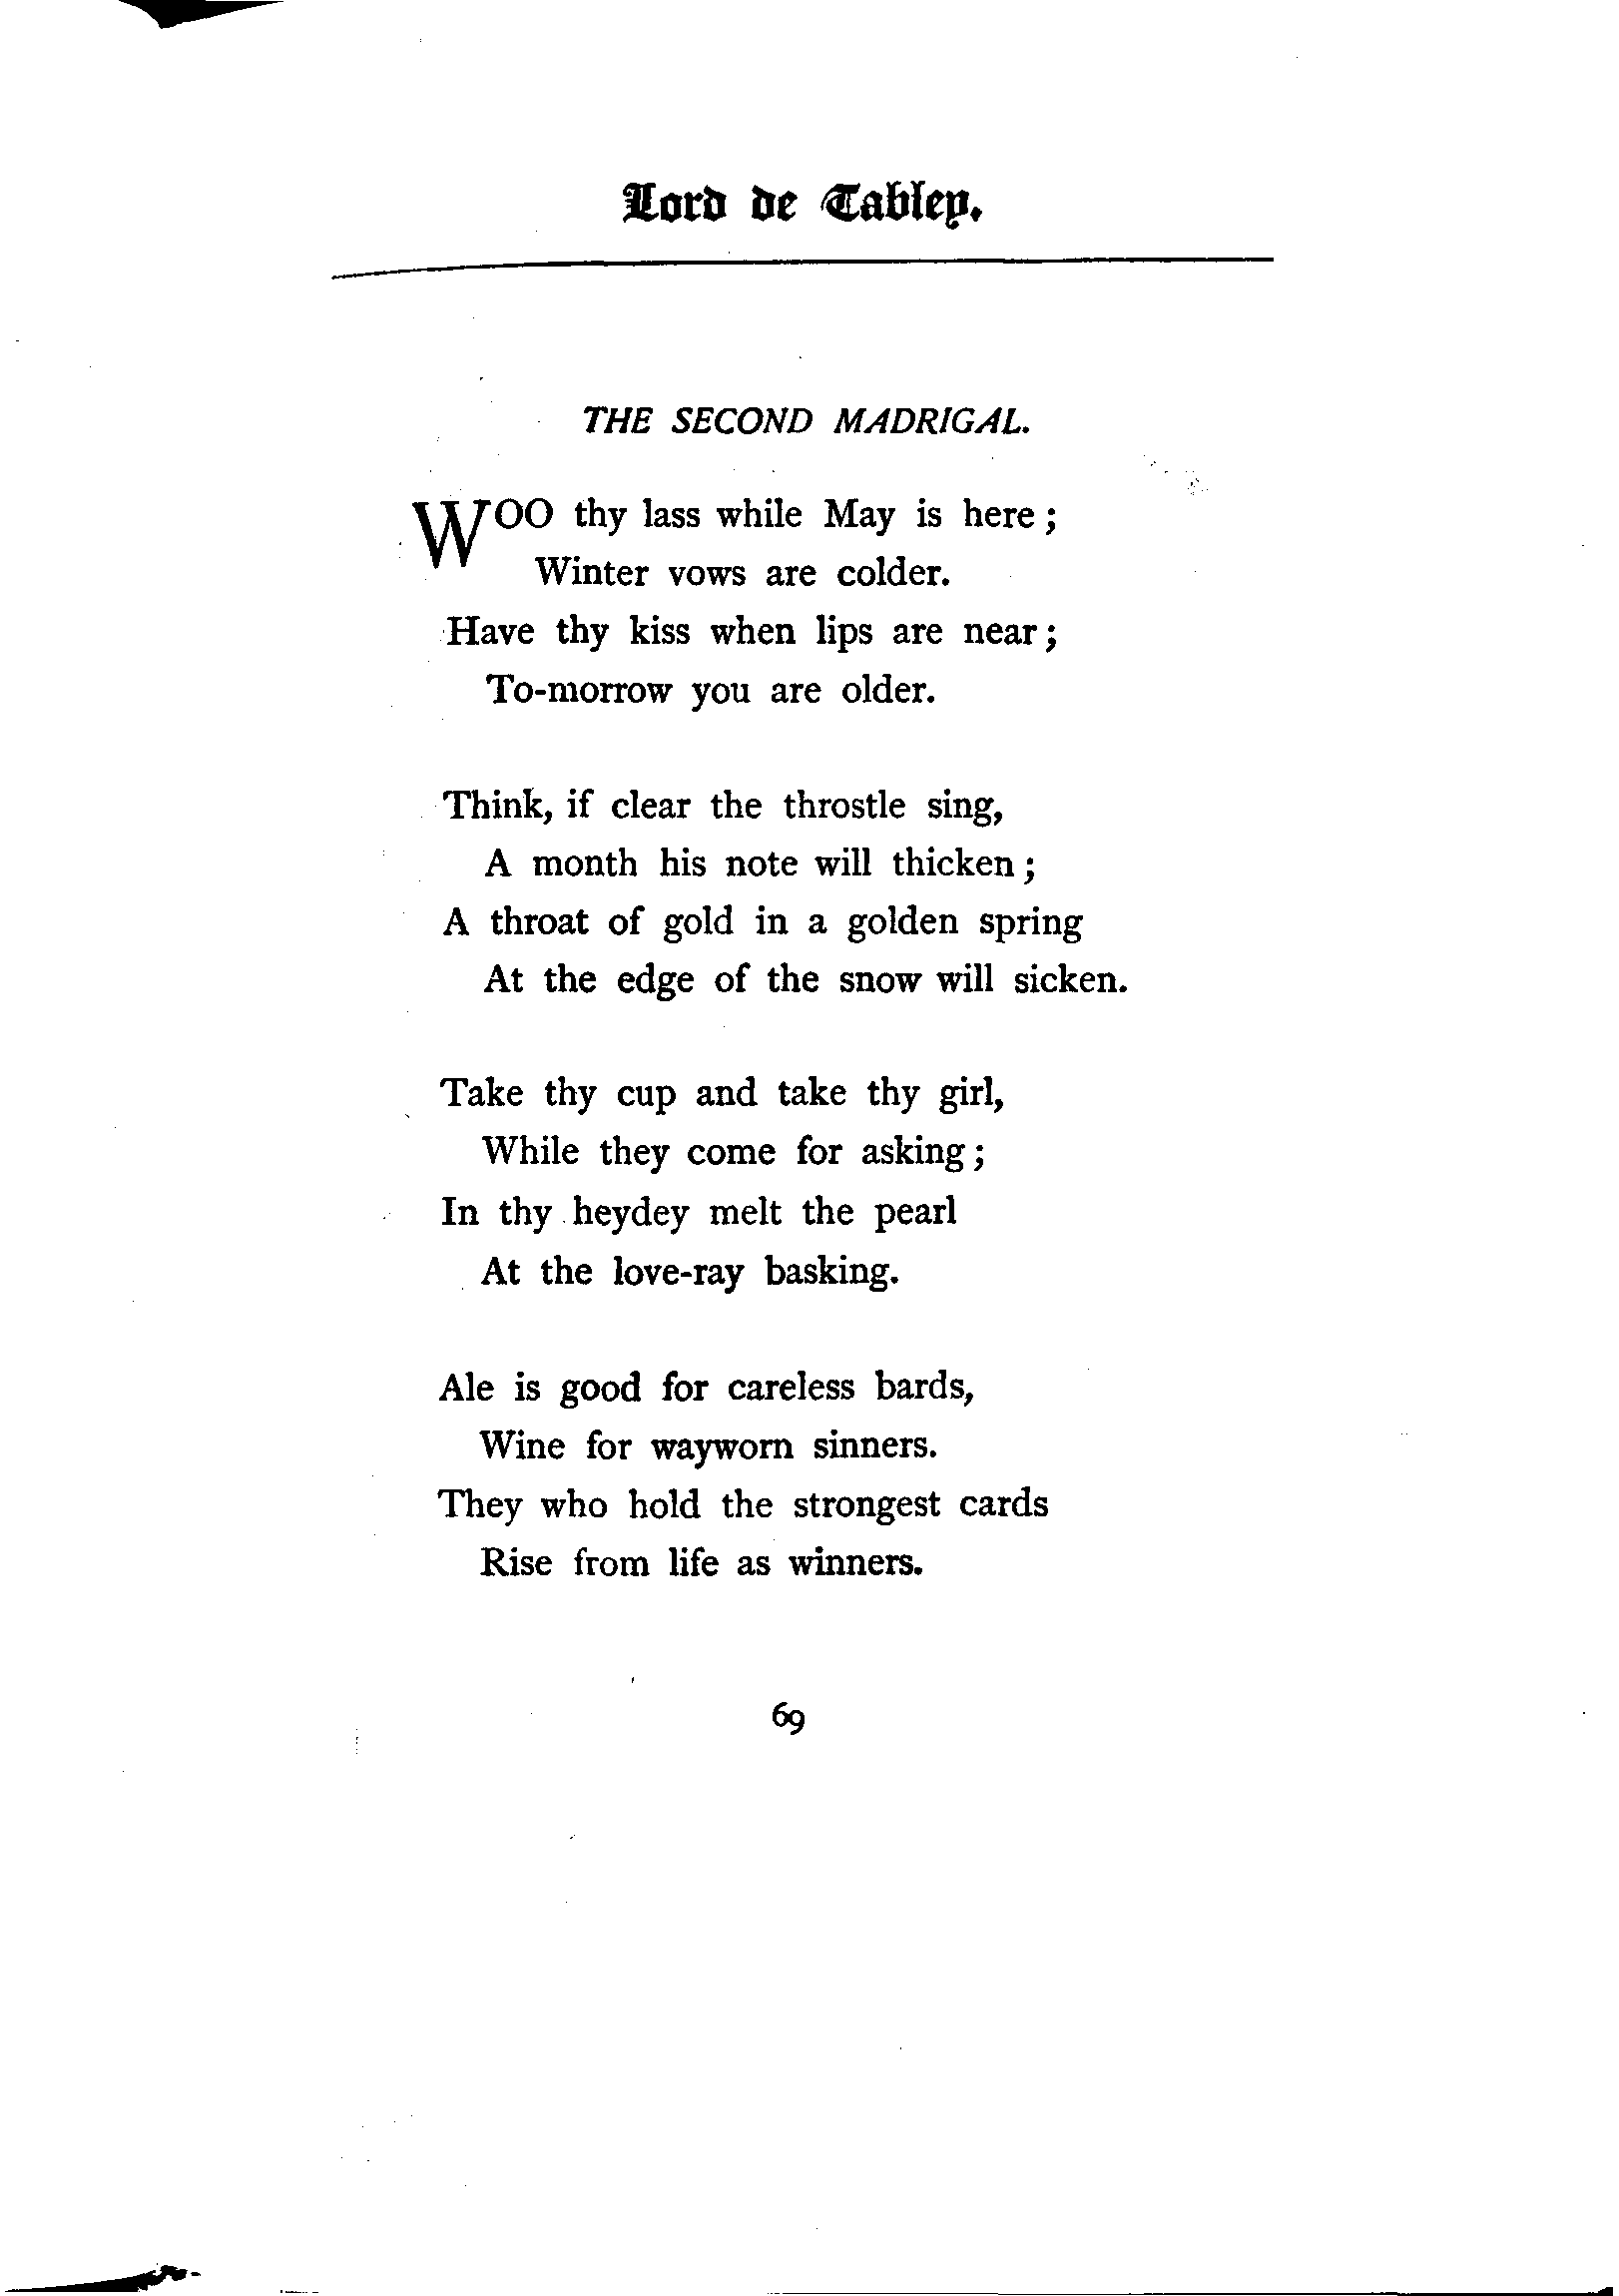 Lord de Tabley.
THE SECOND MADRIGAL.
WOO thy lass while May is here;
Winter vows are colder.
Have thy kiss when lips are near;
To-morrow you are older.
Think, if clear the throstle sing,
A month his note will thicken;
A throat of gold in a golden spring
At the edge of the snow will sicken.
Take thy cup and take thy girl,
While they come for asking;
In thy heydey melt the pearl
At the love-ray basking.
Ale is good for careless bards,
Wine for wayworn sinners.
They who hold the strongest cards
Rise from life as winners.
69